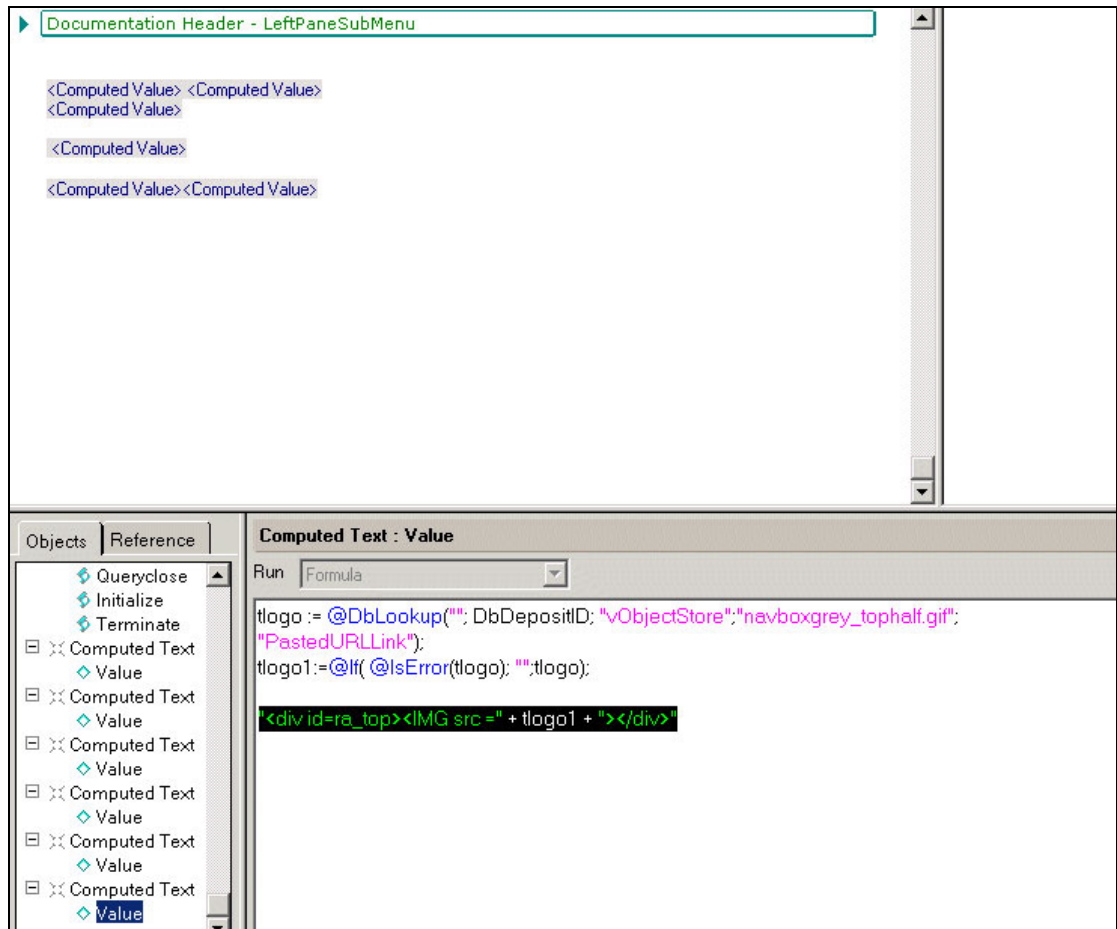 Documentation Header - LeftPaneSubMenu
<Computed Value> <Computed Value>
<Computed Value>
<Computed Value>
<Computed Value><Computed Value>
Objects Reference
Queryclose
Initialize
Terminate
Computed Text
Value
Computed Text
Value
Computed Text
Value
Computed Text
Value
Computed Text
Value
Computed Text
Value
Computed Text : Value
Run Formula
tlogo := @DbLookup(""; DbDepositID; "vObjectStore";"navboxgrey_tophalf.gif";
"PastedURLLink");
tlogo1:=@If( @IsError(tlogo); "";tlogo);
"<div id=ra_top><IMG src =" + tlogo1 + "></div>"